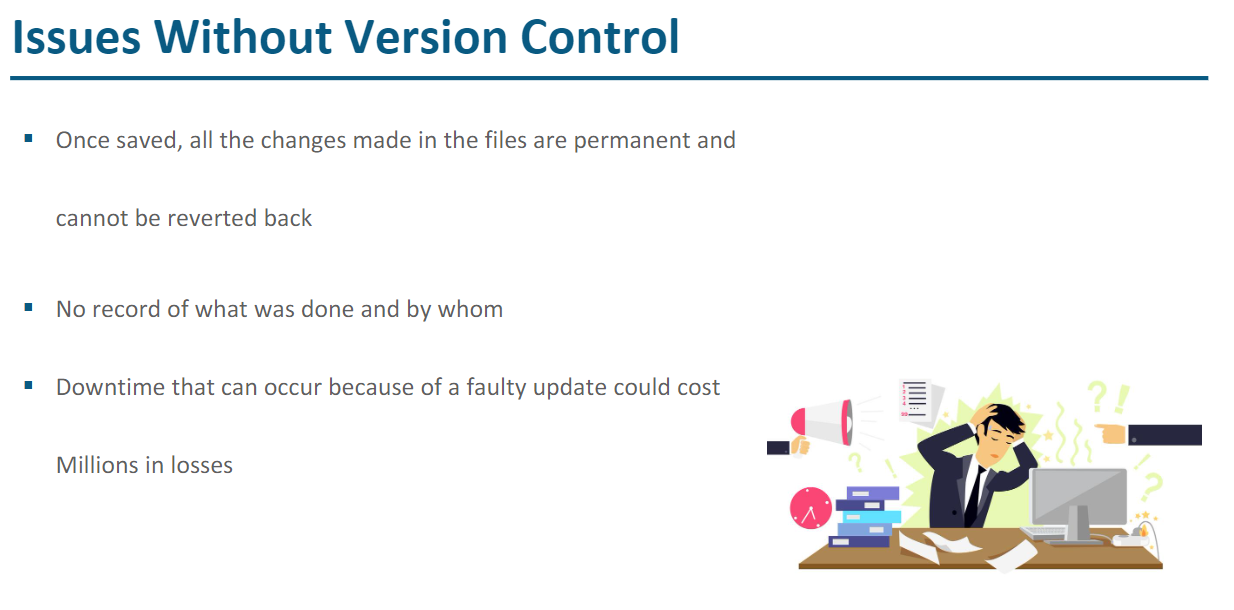 Issues Without Version Control
Once saved, all the changes made in the files are permanent and
cannot be reverted back
No record of what was done and by whom
Downtime that can occur because of a faulty update could cost
Millions in losses
? !
? !
! ?